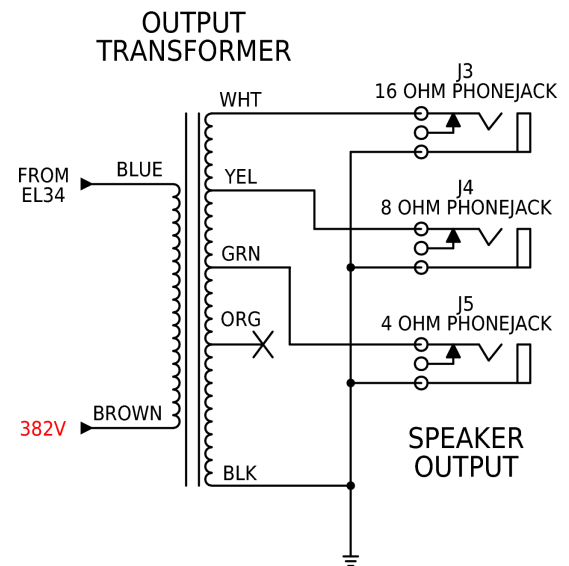 OUTPUT
TRANSFORMER
J3
16 OHM PHONEJACK
WHT
FROM
EL34
BLUE
YEL
J4
8 OHM PHONEJACK
GRN
ORG
J5
4 OHM PHONEJACK
382V
BROWN
BLK
SPEAKER
OUTPUT